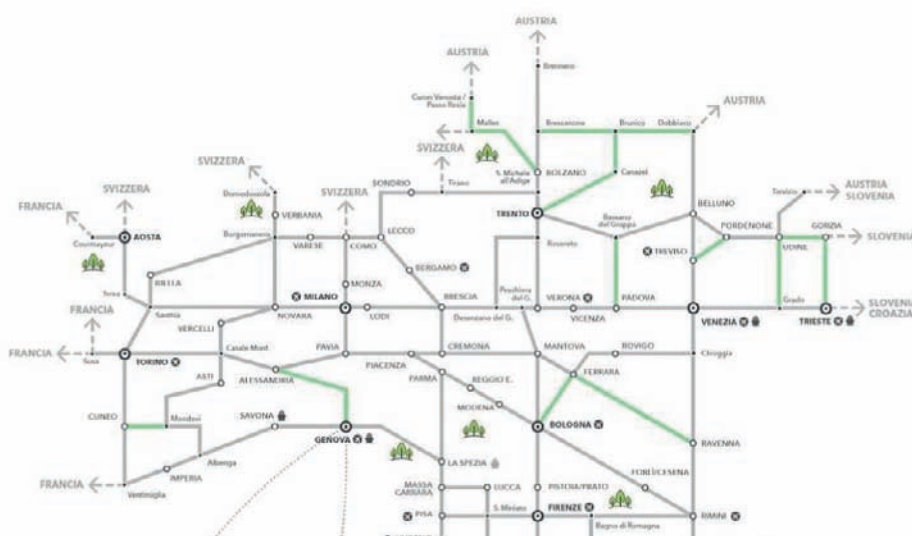 AUSTRIA
AUSTRIA
Brennero
Curon Venosta /
Passo Resia
AUSTRIA
Malles
Bressanone
Brunico
Dobbiaco
SVIZZERA
SVIZZERA
S. Michele
all'Adige
BOLZANO
Canazei
SVIZZERA
SVIZZERA
Domodossola
SONDRIO
Tirano
Tarvisio
AUSTRIA
SLOVENIA
FRANCIA
VERBANIA
TRENTO
Bassano
del Grappa
BELLUNO
PORDENONE
GORIZIA
AOSTA
Courmayeur
Borgomanero
VARESE
COMO
LECCO
Rovereto
TREVISO
UDINE
SLOVENIA
BIELLA
BERGAMO
MONZA
Peschiera
del G.
FRANCIA
Santhià
NOVARA
MILANO
LODI
BRESCIA
Desenzano del G.
VERONA
VICENZA
PADOVA
VENEZIA
Grado
TRIESTE
SLOVENIA
CROAZIA
VERCELLI
FRANCIA
Susa
TORINO
Casale Monf.
PAVIA
PIACENZA
CREMONA
MANTOVA
ROVIGO
Chioggia
ASTI
ALESSANDRIA
PARMA
REGGIO E.
FERRARA
CUNEO
Mondovì
SAVONA
GENOVA
MODENA
BOLOGNA
RAVENNA
Albenga
IMPERIA
LA SPEZIA
FORLÌ/CESENA
FRANCIA
Ventimiglia
MASSA
CARRARA
LUCCA
PISTOIA/PRATO
PISA
S. Miniato
FIRENZE
Bagno di Romagna
RIMINI